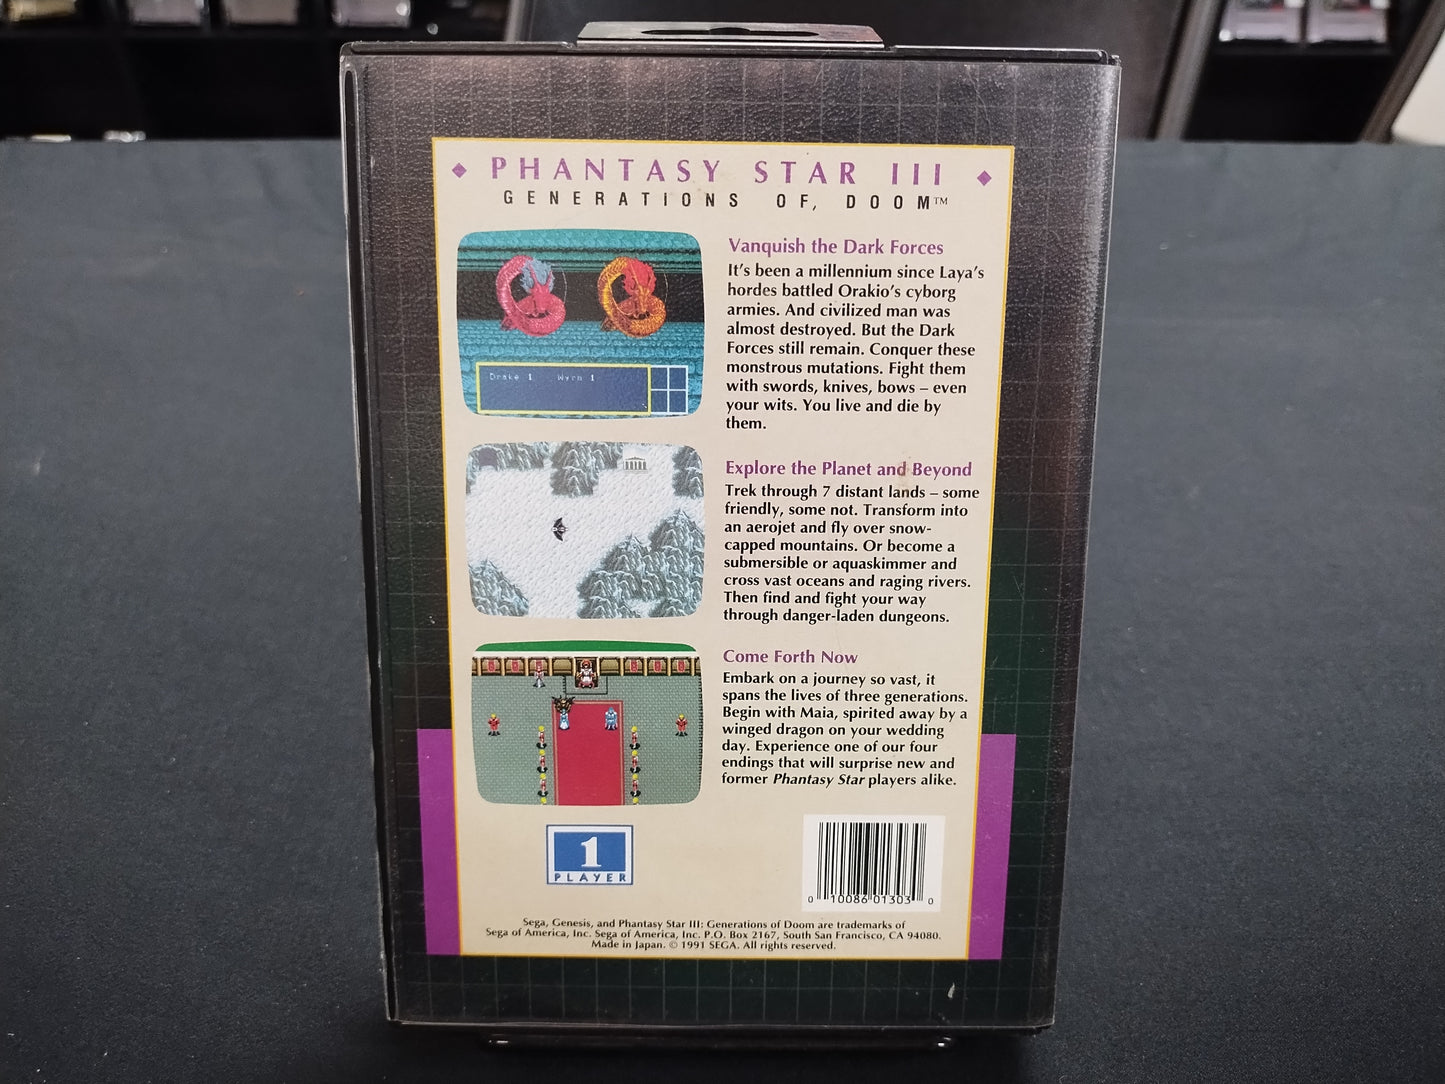 PHANTASY STAR III
GENERATIONS OF, DOOM™
Drake 1 Wyrn 1
Vanquish the Dark Forces
It's been a millennium since Laya's
hordes battled Orakio's cyborg
armies. And civilized man was
almost destroyed. But the Dark
Forces still remain. Conquer these
monstrous mutations. Fight them
with swords, knives, bows – even
your wits. You live and die by
them.
Explore the Planet and Beyond
Trek through 7 distant lands – some
friendly, some not. Transform into
an aerojet and fly over snow-
capped mountains. Or become a
submersible or aquaskimmer and
cross vast oceans and raging rivers.
Then find and fight your way
through danger-laden dungeons.
Come Forth Now
Embark on a journey so vast, it
spans the lives of three generations.
Begin with Maia, spirited away by a
winged dragon on your wedding
day. Experience one of our four
endings that will surprise new and
former Phantasy Star players alike.
1
PLAYER
0 10086 01303 0
Sega, Genesis, and Phantasy Star III: Generations of Doom are trademarks of
Sega of America, Inc. Sega of America, Inc. P.O. Box 2167, South San Francisco, CA 94080.
Made in Japan. © 1991 SEGA. All rights reserved.